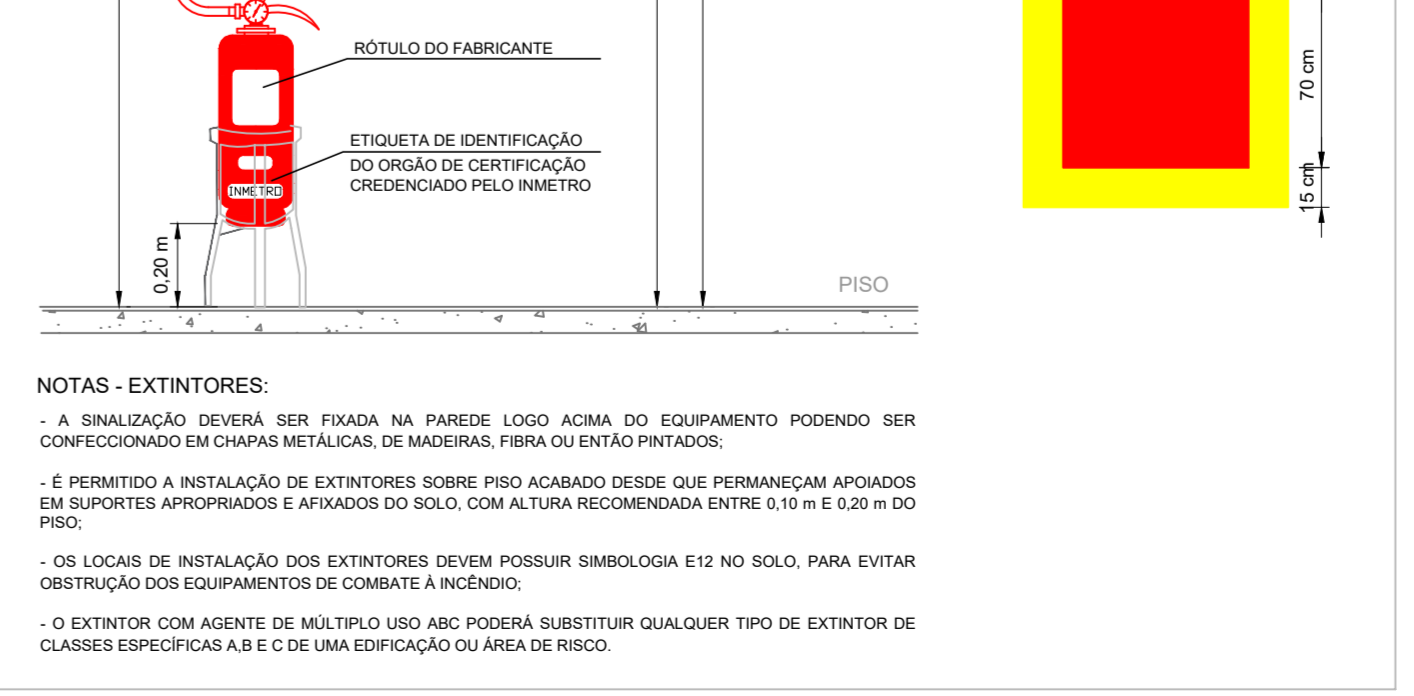 RÓTULO DO FABRICANTE
70 cm
ETIQUETA DE IDENTIFICAÇÃO
DO ORGÃO DE CERTIFICAÇÃO
CREDENCIADO PELO INMETRO
INMETRO
15 cm
0,20 m
PISO
NOTAS - EXTINTORES:
- A SINALIZAÇÃO DEVERÁ SER FIXADA NA PAREDE LOGO ACIMA DO EQUIPAMENTO PODENDO SER
CONFECCIONADO EM CHAPAS METÁLICAS, DE MADEIRAS, FIBRA OU ENTÃO PINTADOS;
- É PERMITIDO A INSTALAÇÃO DE EXTINTORES SOBRE PISO ACABADO DESDE QUE PERMANEÇAM APOIADOS
EM SUPORTES APROPRIADOS E AFIXADOS DO SOLO, COM ALTURA RECOMENDADA ENTRE 0,10 m E 0,20 m DO
PISO;
- OS LOCAIS DE INSTALAÇÃO DOS EXTINTORES DEVEM POSSUIR SIMBOLOGIA E12 NO SOLO, PARA EVITAR
OBSTRUÇÃO DOS EQUIPAMENTOS DE COMBATE À INCÊNDIO;
- O EXTINTOR COM AGENTE DE MÚLTIPLO USO ABC PODERÁ SUBSTITUIR QUALQUER TIPO DE EXTINTOR DE
CLASSES ESPECÍFICAS A,B E C DE UMA EDIFICAÇÃO OU ÁREA DE RISCO.